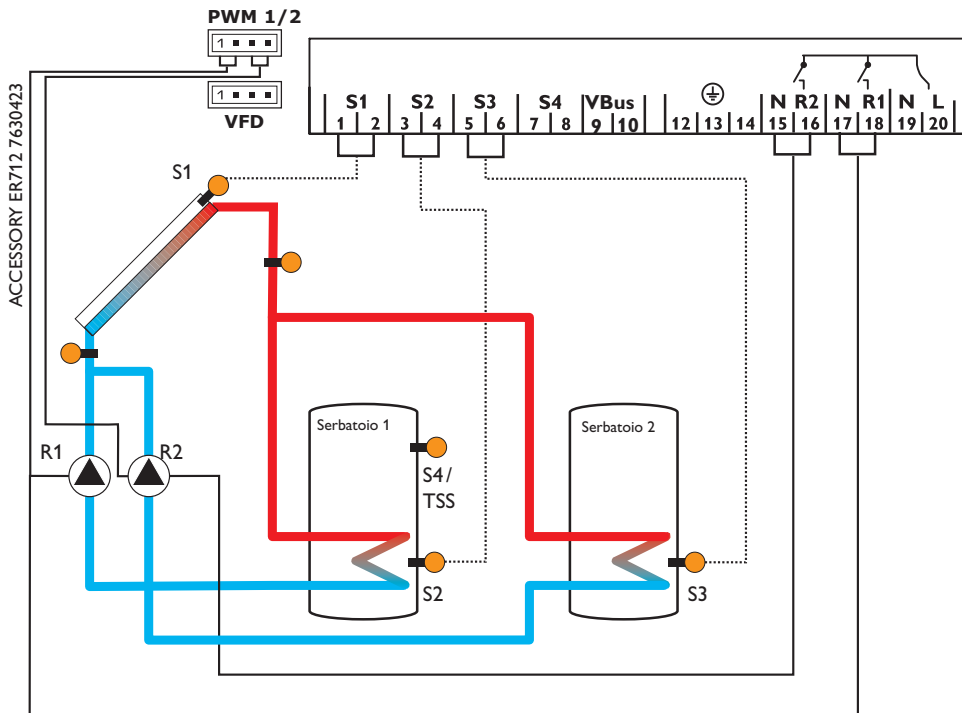 PWM 1/2
1
1
VFD
ACCESSORY ER712 7630423
S1 S2 S3 S4 VBus N R2 N R1 N L
1 2 3 4 5 6 7 8 9 10 12 13 14 15 16 17 18 19 20
S1
R1
R2
Serbatoio 1
Serbatoio 2
S4/
TSS
S2
S3